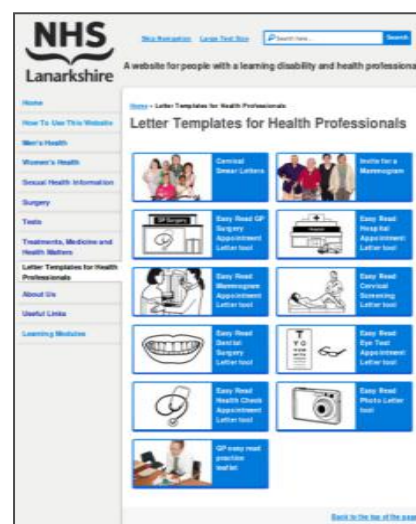 NHS
Lanarkshire
Skip Navigation
Large Text Size
Search here...
Search
A website for people with a learning disability and health professiona
Home
How To Use This Website
Men's Health
Women's Health
Sexual Health Information
Surgery
Tests
Treatments, Medicine and
Health Matters
Letter Templates for Health
Professionals
About Us
Useful Links
Learning Modules
Home » Letter Templates for Health Professionals
Letter Templates for Health Professionals
Cervical
Smear Letters
Invite for a
Mammogram
GP Surgery
Easy Read GP
Surgery
Appointment
Letter tool
Hospital
Easy Read
Hospital
Appointment
Letter tool
Easy Read
Mammogram
Appointment
Letter tool
Easy Read
Cervical
Screening
Letter tool
Easy Read
Dental
Surgery
Letter tool
Easy Read
Eye Test
Appointment
Letter tool
Easy Read
Health Check
Appointment
Letter tool
Easy Read
Photo Letter
tool
GP easy read
practice
leaflet
Back to the top of the page